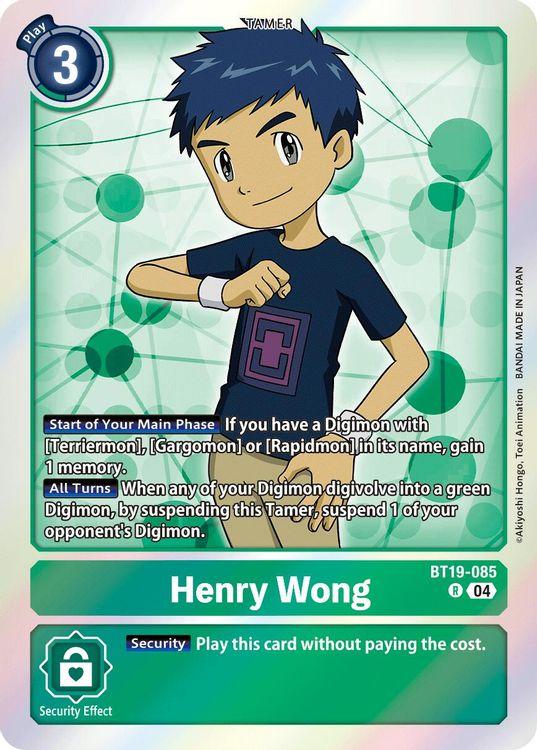 TAMER
Play
3
Start of Your Main Phase If you have a Digimon with
[Terriermon], [Gargomon] or [Rapidmon] in its name, gain
1 memory.
All Turns When any of your Digimon digivolve into a green
Digimon, by suspending this Tamer, suspend 1 of your
opponent's Digimon.
©Akiyoshi Hongo, Toei Animation BANDAI MADE IN JAPAN
BT19-085
Henry Wong
R 04
Security Play this card without paying the cost.
Security Effect